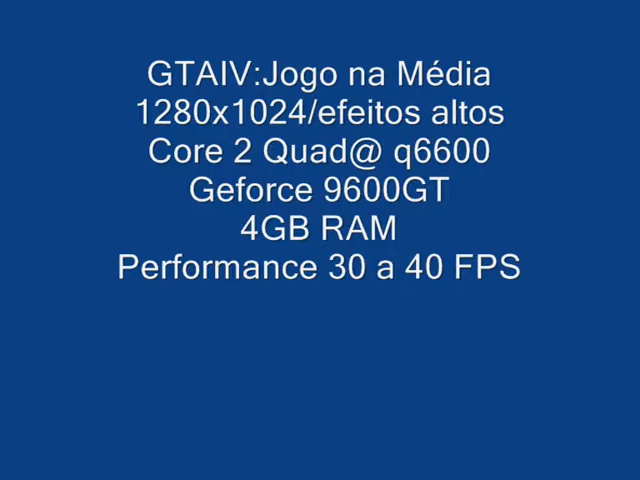 GTAIV:Jogo na Média
1280x1024/efeitos altos
Core 2 Quad@ q6600
Geforce 9600GT
4GB RAM
Performance 30 a 40 FPS